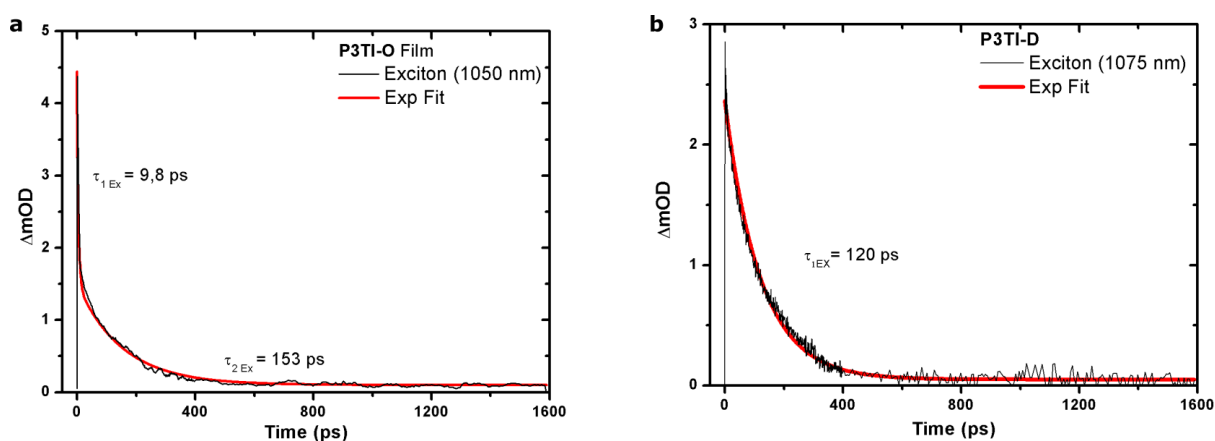 a
P3TI-O Film
Exciton (1050 nm)
Exp Fit
τ1 Ex = 9,8 ps
τ2 Ex = 153 ps
ΔmOD
5
4
3
2
1
0
0 400 800 1200 1600
Time (ps)
b
P3TI-D
Exciton (1075 nm)
Exp Fit
τ1EX = 120 ps
ΔmOD
3
2
1
0
0 400 800 1200 1600
Time (ps)